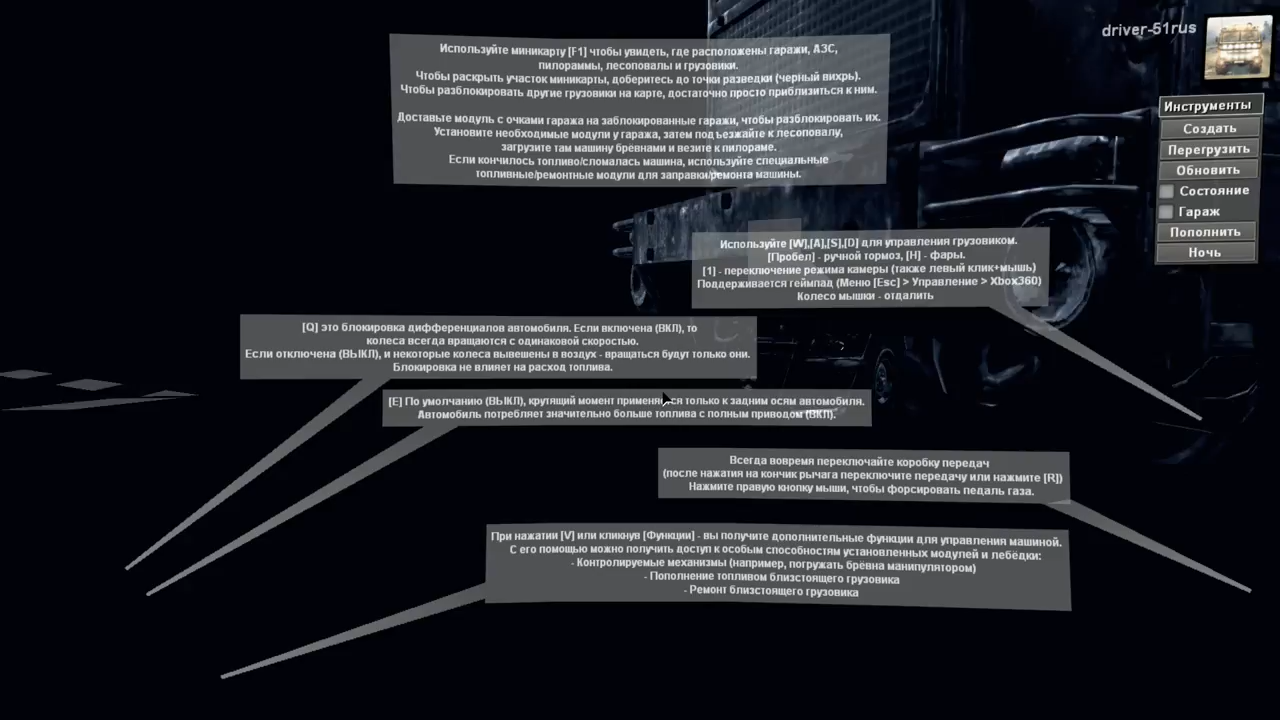 driver-51rus
Используйте миникарту [F1] чтобы увидеть, где расположены гаражи, АЗС,
пилораммы, лесоповалы и грузовики.
Чтобы раскрыть участок миникарты, доберитесь до точки разведки (черный вихрь).
Чтобы разблокировать другие грузовики на карте, достаточно просто приблизиться к ним.
Доставьте модуль с очками гаража на заблокированные гаражи, чтобы разблокировать их.
Установите необходимые модули у гаража, затем подъезжайте к лесоповалу,
загрузите там машину брёвнами и везите к пилораме.
Если кончилось топливо/сломалась машина, используйте специальные
топливные/ремонтные модули для заправки/ремонта машины.
Инструменты
Создать
Перегрузить
Обновить
Состояние
Гараж
Пополнить
Ночь
Используйте [W],[A],[S],[D] для управления грузовиком.
[Пробел] - ручной тормоз, [H] - фары.
[1] - переключение режима камеры (также левый клик+мышь)
Поддерживается геймпад (Меню [Esc] > Управление > Xbox360)
Колесо мышки - отдалить
[Q] это блокировка дифференциалов автомобиля. Если включена (ВКЛ), то
колеса всегда вращаются с одинаковой скоростью.
Если отключена (ВЫКЛ), и некоторые колеса вывешены в воздух - вращаться будут только они.
Блокировка не влияет на расход топлива.
[E] По умолчанию (ВЫКЛ), крутящий момент применяется только к задним осям автомобиля.
Автомобиль потребляет значительно больше топлива с полным приводом (ВКЛ).
Всегда вовремя переключайте коробку передач
(после нажатия на кончик рычага переключите передачу или нажмите [R])
Нажмите правую кнопку мыши, чтобы форсировать педаль газа.
При нажатии [V] или кликнув [Функции] - вы получите дополнительные функции для управления машиной.
С его помощью можно получить доступ к особым способностям установленных модулей и лебёдки:
- Контролируемые механизмы (например, погружать брёвна манипулятором)
- Пополнение топливом близстоящего грузовика
- Ремонт близстоящего грузовика